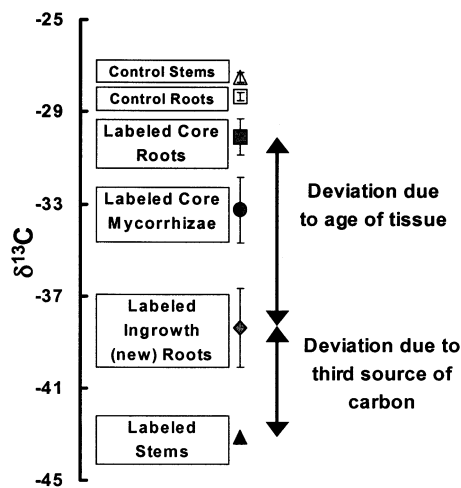 -25
Control Stems
Control Roots
-29
Labeled Core
Roots
Labeled Core
Mycorrhizae
-33
δ13C
Deviation due
to age of tissue
-37
Labeled
Ingrowth
(new) Roots
Deviation due to
third source of
carbon
-41
Labeled
Stems
-45